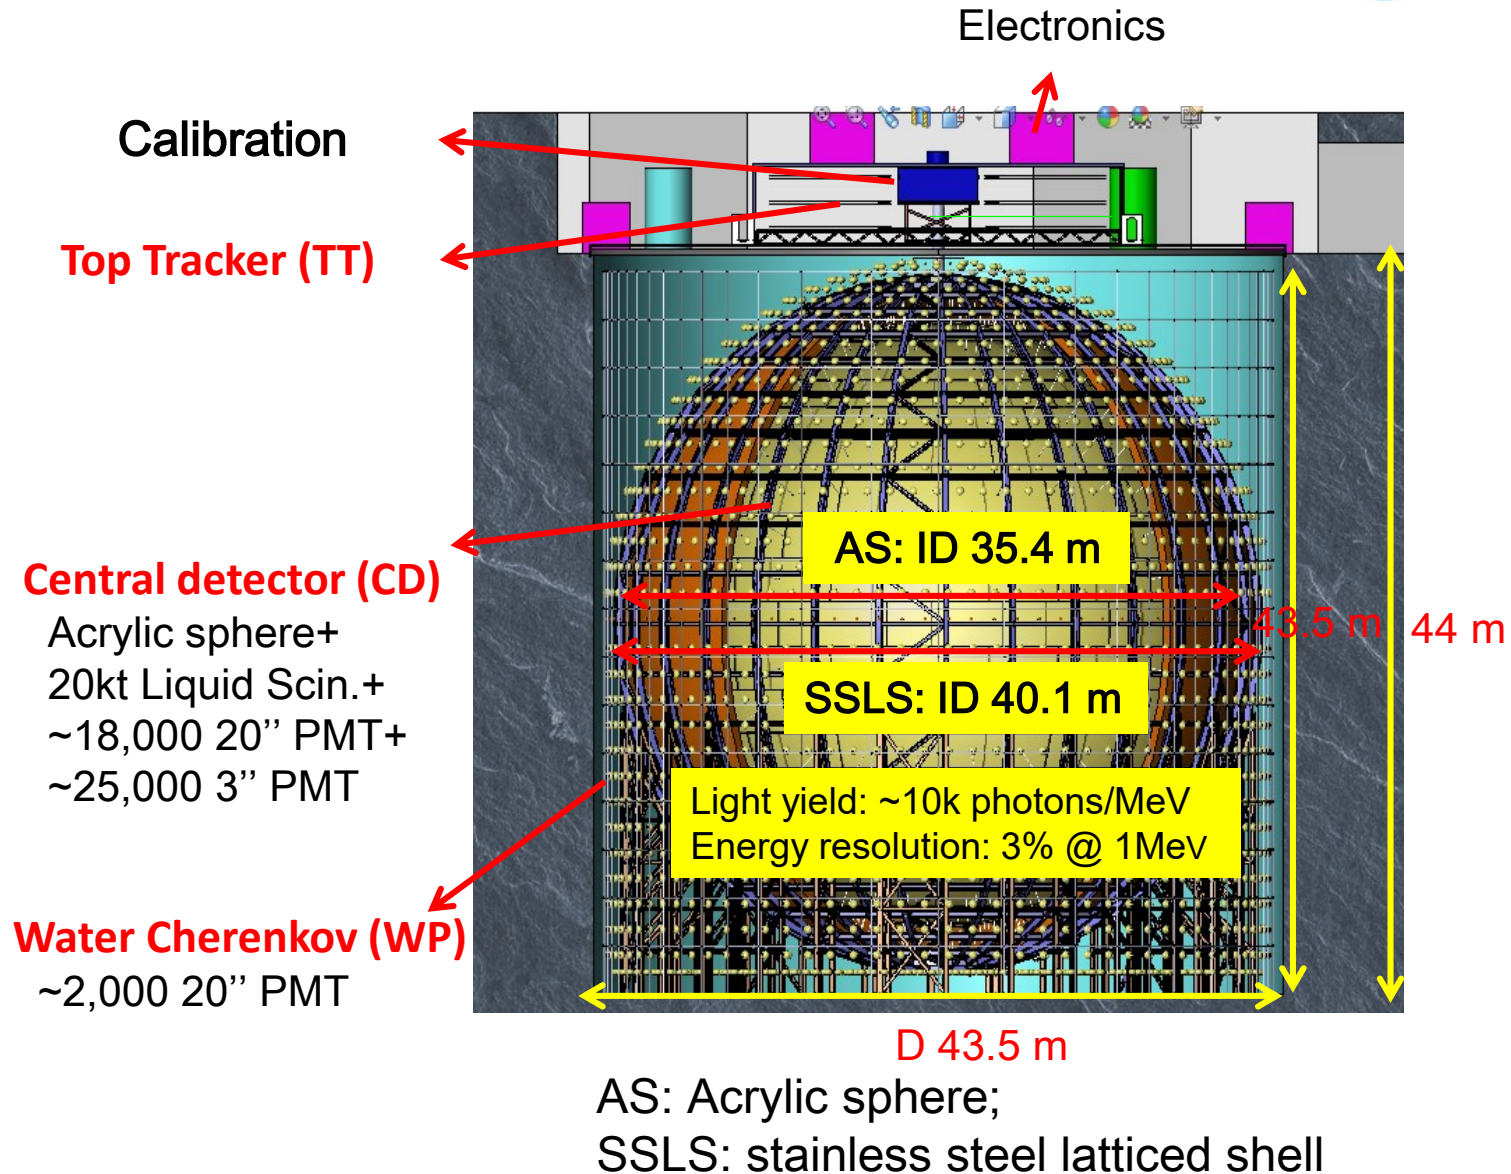 Electronics
Calibration
Top Tracker (TT)
AS: ID 35.4 m
Central detector (CD)
Acrylic sphere+
20kt Liquid Scin.+
~18,000 20’’ PMT+
~25,000 3’’ PMT
43.5 m
44 m
SSLS: ID 40.1 m
Light yield: ~10k photons/MeV
Energy resolution: 3% @ 1MeV
Water Cherenkov (WP)
~2,000 20’’ PMT
D 43.5 m
AS: Acrylic sphere;
SSLS: stainless steel latticed shell